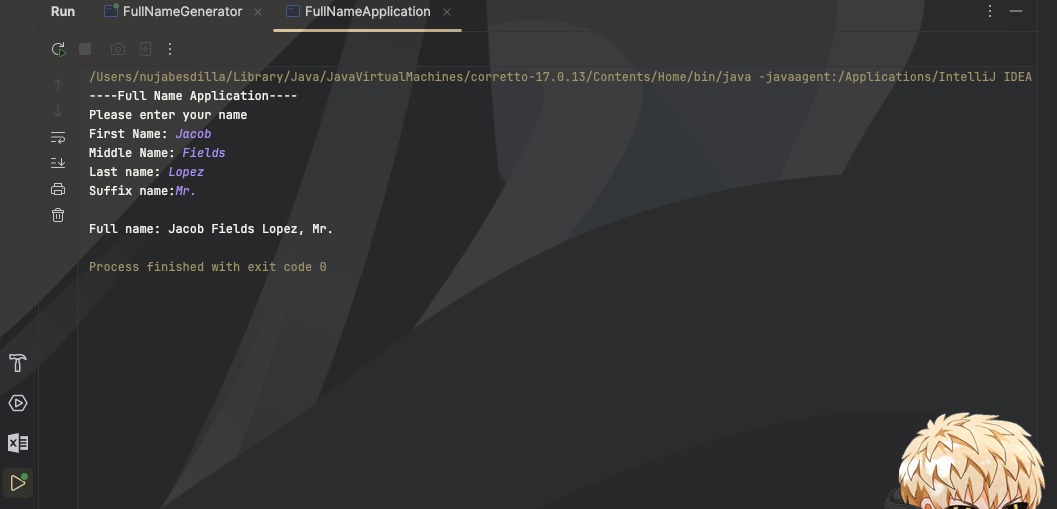 Run FullNameGenerator FullNameApplication
/Users/nujabesdilla/Library/Java/JavaVirtualMachines/corretto-17.0.13/Contents/Home/bin/java -javaagent:/Applications/IntelliJ IDEA
----Full Name Application----
Please enter your name
First Name: Jacob
Middle Name: Fields
Last name: Lopez
Suffix name:Mr.
Full name: Jacob Fields Lopez, Mr.
Process finished with exit code 0